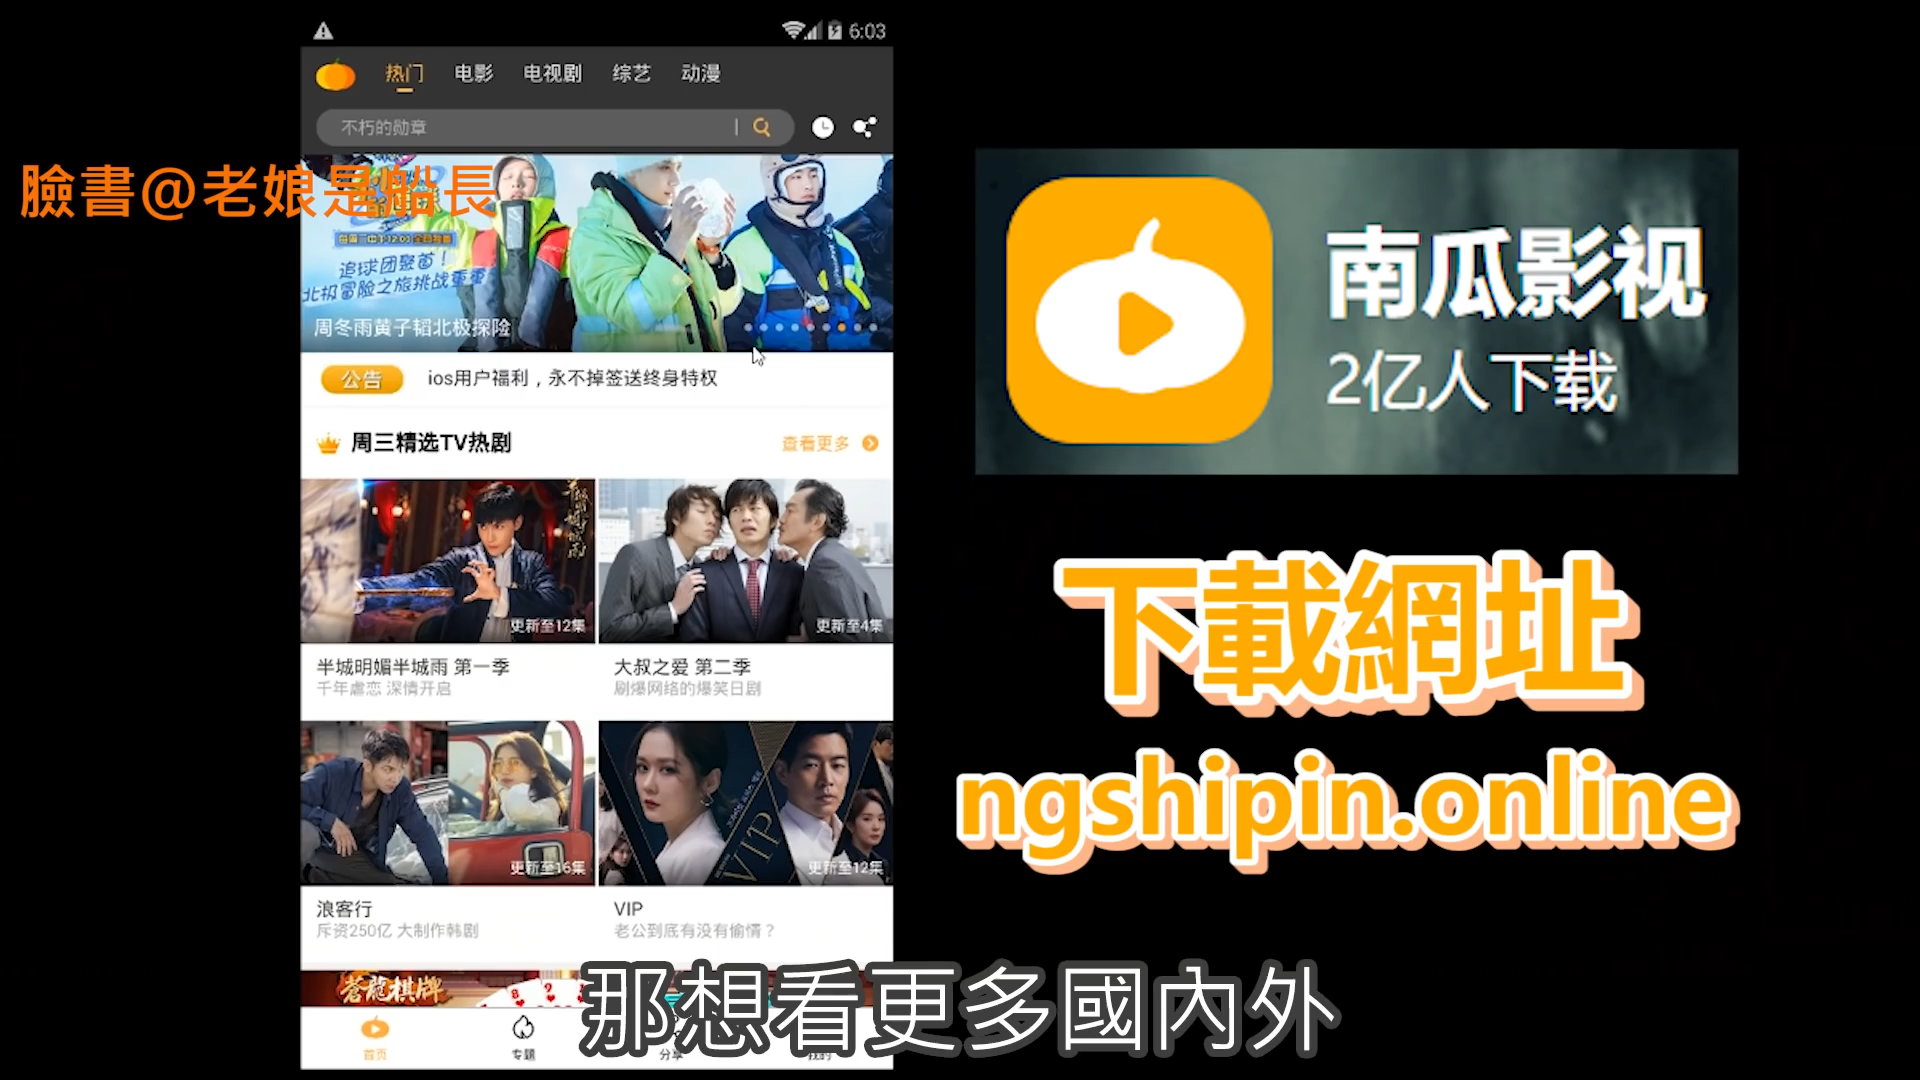 6:03
热门 电影 电视剧 综艺 动漫
不朽的勋章
臉書@老娘是船長
追球团聚首！
北极冒险之旅挑战重重
周冬雨黄子韬北极探险
公告 ios用户福利，永不掉签送终身特权
周三精选TV热剧 查看更多
更新至12集
更新至4集
半城明媚半城雨 第一季
千年虐恋 深情开启
大叔之爱 第二季
刷爆网络的爆笑日剧
更新至16集
VIP
更新至12集
浪客行
斥资250亿 大制作韩剧
VIP
老公到底有没有偷情？
苍龍棋牌
首页 专题 分享 我的
南瓜影视
2亿人下载
下載網址
ngshipin.online
那想看更多國內外